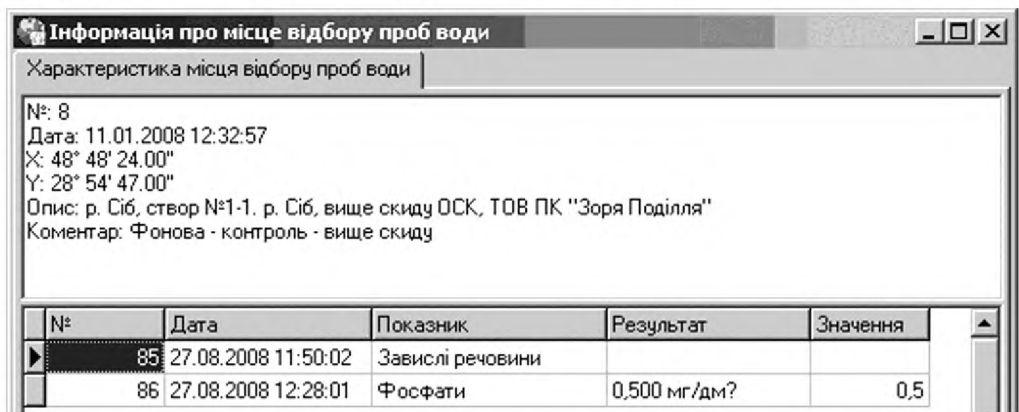 Інформація про місце відбору проб води
Характеристика місця відбору проб води
№: 8
Дата: 11.01.2008 12:32:57
X: 48° 48' 24.00"
Y: 28° 54' 47.00"
Опис: р. Сіб, створ №1-1. р. Сіб, вище скиду ОСК, ТОВ ПК "Зоря Поділля"
Коментар: Фонова - контроль - вище скиду
№ Дата Показник Результат Значення
85 27.08.2008 11:50:02 Завислі речовини
86 27.08.2008 12:28:01 Фосфати 0,500 мг/дм? 0,5